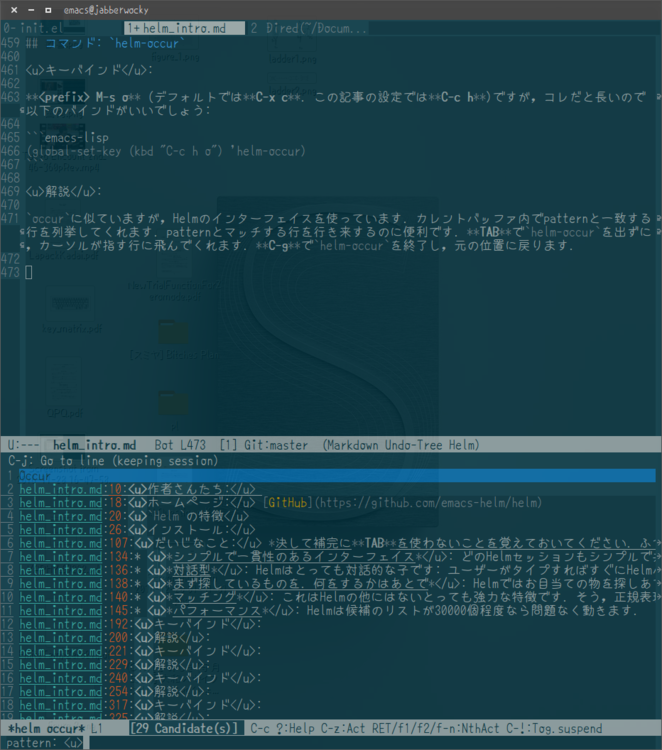 emacs@jabberwocky
0- init.el 1+ helm_intro.md 2 Dired(~/Docum...
459 ## コマンド: `helm-occur`
460
461 <u>キーバインド</u>:
462
463 **<prefix> M-s o** (デフォルトでは**C-x c**. この記事の設定では**C-c h**)ですが, コレだと長いので
以下のバインドがいいでしょう:
464
465 ```emacs-lisp
466 (global-set-key (kbd "C-c h o") 'helm-occur)
467 ```
468
469 <u>解説</u>:
470
471 `occur`に似ていますが, Helmのインターフェイスを使っています. カレントバッファ内でpatternと一致する
行を列挙してくれます. patternとマッチする行を行き来するのに便利です. **TAB**で`helm-occur`を出ずに
, カーソルが指す行に飛んでくれます. **C-g**で`helm-occur`を終了し, 元の位置に戻ります.
472
473
U:--- helm_intro.md Bot L473 [1] Git:master (Markdown Undo-Tree Helm)
C-j: Go to line (keeping session)
1 Occur
2 helm_intro.md:10:<u>作者さんたち:</u>
3 helm_intro.md:18:<u>ホームページ:</u> [GitHub](https://github.com/emacs-helm/helm)
4 helm_intro.md:20:<u>`Helm`の特徴</u>
5 helm_intro.md:26:<u>インストール:</u>
6 helm_intro.md:107:<u>だいじなこと:</u> *決して補完に**TAB**を使わないことを覚えておいてください. ふ
7 helm_intro.md:134:* <u>*シンプルで一貫性のあるインターフェイス*</u>: どのHelmセッションもシンプルで
8 helm_intro.md:136:* <u>*対話型*</u>: Helmはとっても対話的な子です: ユーザーがタイプすればすぐにHelm
9 helm_intro.md:138:* <u>*まず探しているものを, 何をするかはあとで*</u>: Helmではお目当ての物を探しあ
10 helm_intro.md:140:* <u>*マッチング*</u>: これはHelmの他にはないとっても強力な特徴です. そう, 正規表
11 helm_intro.md:145:* <u>*パフォーマンス*</u>: Helmは候補のリストが30000個程度なら問題なく動きます.
12 helm_intro.md:192:<u>キーバインド</u>:
13 helm_intro.md:200:<u>解説</u>:
14 helm_intro.md:221:<u>キーバインド</u>:
15 helm_intro.md:229:<u>解説</u>:
16 helm_intro.md:240:<u>キーバインド</u>:
17 helm_intro.md:254:<u>解説</u>:
18 helm_intro.md:317:<u>キーバインド</u>:
19 helm_intro.md:325:<u>解説</u>:
*helm occur* L1 [29 Candidate(s)] C-c ?:Help C-z:Act RET/f1/f2/f-n:NthAct C-!:Tog.suspend
pattern: <u>